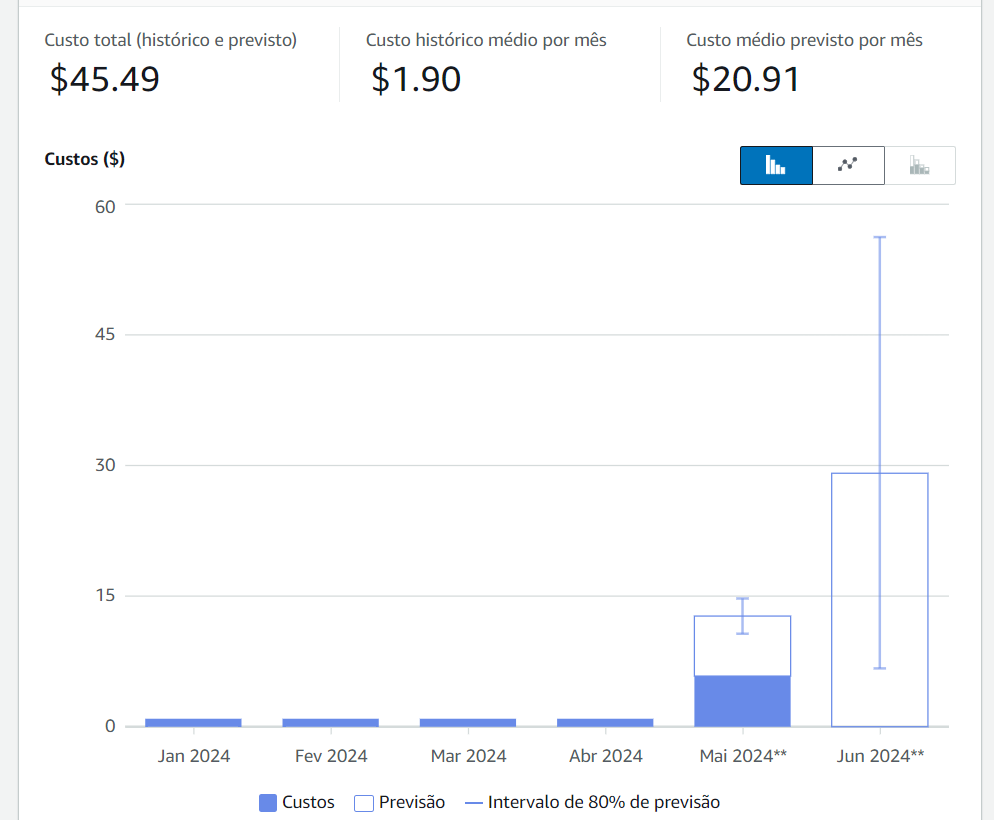 Custo total (histórico e previsto)
$45.49
Custo histórico médio por mês
$1.90
Custo médio previsto por mês
$20.91
Custos ($)
60
45
30
15
0
Jan 2024
Fev 2024
Mar 2024
Abr 2024
Mai 2024**
Jun 2024**
Custos
Previsão
Intervalo de 80% de previsão